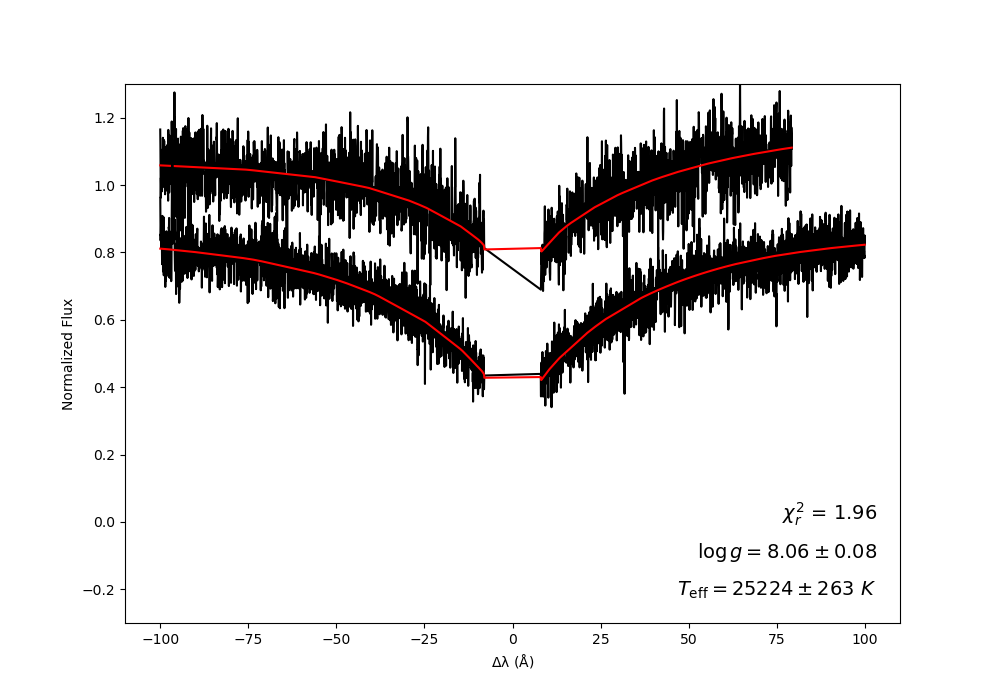 1.2
1.0
0.8
0.6
0.4
0.2
0.0
−0.2
Normalized Flux
χ²ᵣ = 1.96
log g = 8.06 ± 0.08
T_eff = 25224 ± 263 K
−100 −75 −50 −25 0 25 50 75 100
Δλ (Å)